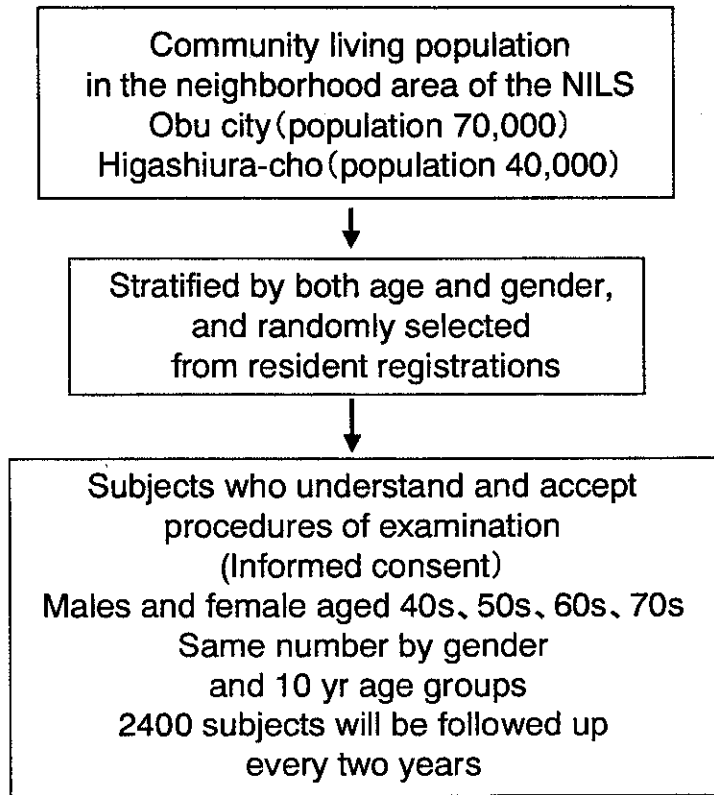 Community living population
in the neighborhood area of the NILS
Obu city(population 70,000)
Higashiura-cho(population 40,000)
Stratified by both age and gender,
and randomly selected
from resident registrations
Subjects who understand and accept
procedures of examination
(Informed consent)
Males and female aged 40s、50s、60s、70s
Same number by gender
and 10 yr age groups
2400 subjects will be followed up
every two years